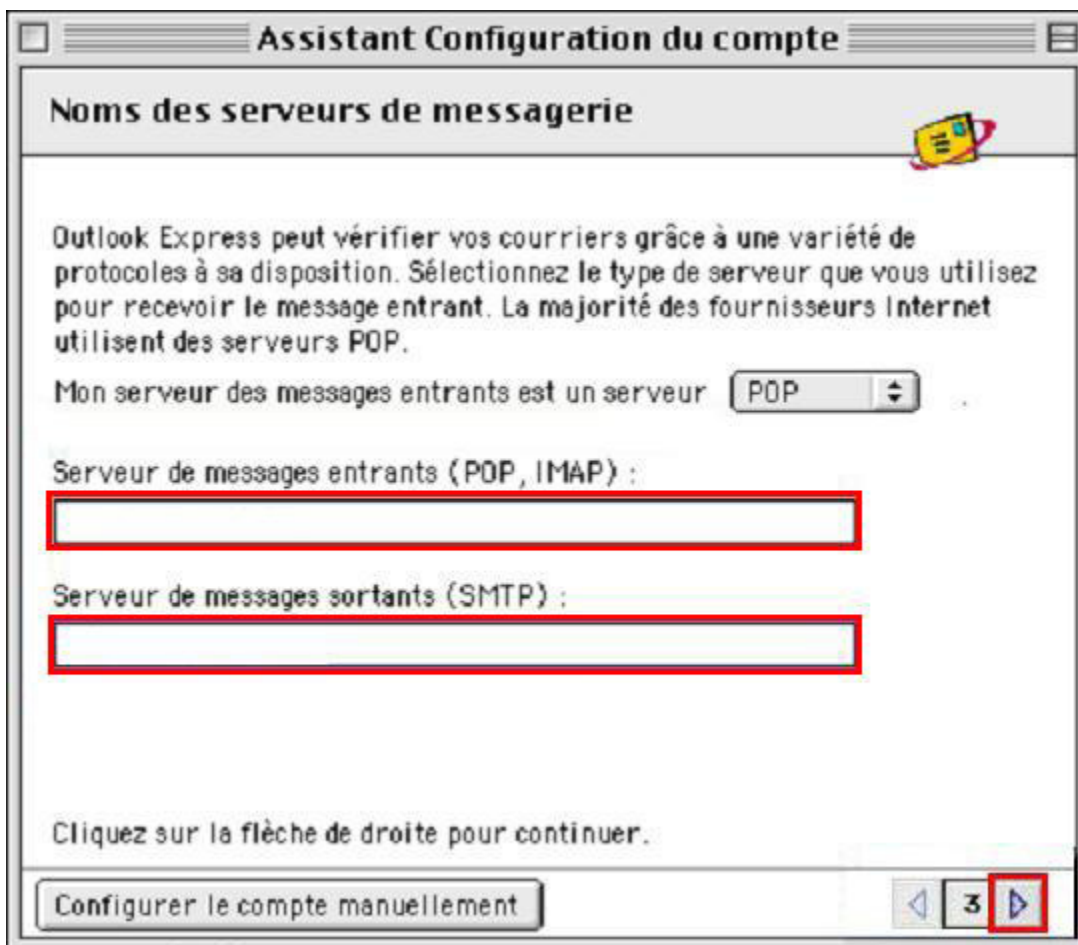 Assistant Configuration du compte
Noms des serveurs de messagerie
Outlook Express peut vérifier vos courriers grâce à une variété de
protocoles à sa disposition. Sélectionnez le type de serveur que vous utilisez
pour recevoir le message entrant. La majorité des fournisseurs Internet
utilisent des serveurs POP.
Mon serveur des messages entrants est un serveur POP .
Serveur de messages entrants (POP, IMAP) :
Serveur de messages sortants (SMTP) :
Cliquez sur la flèche de droite pour continuer.
Configurer le compte manuellement 3